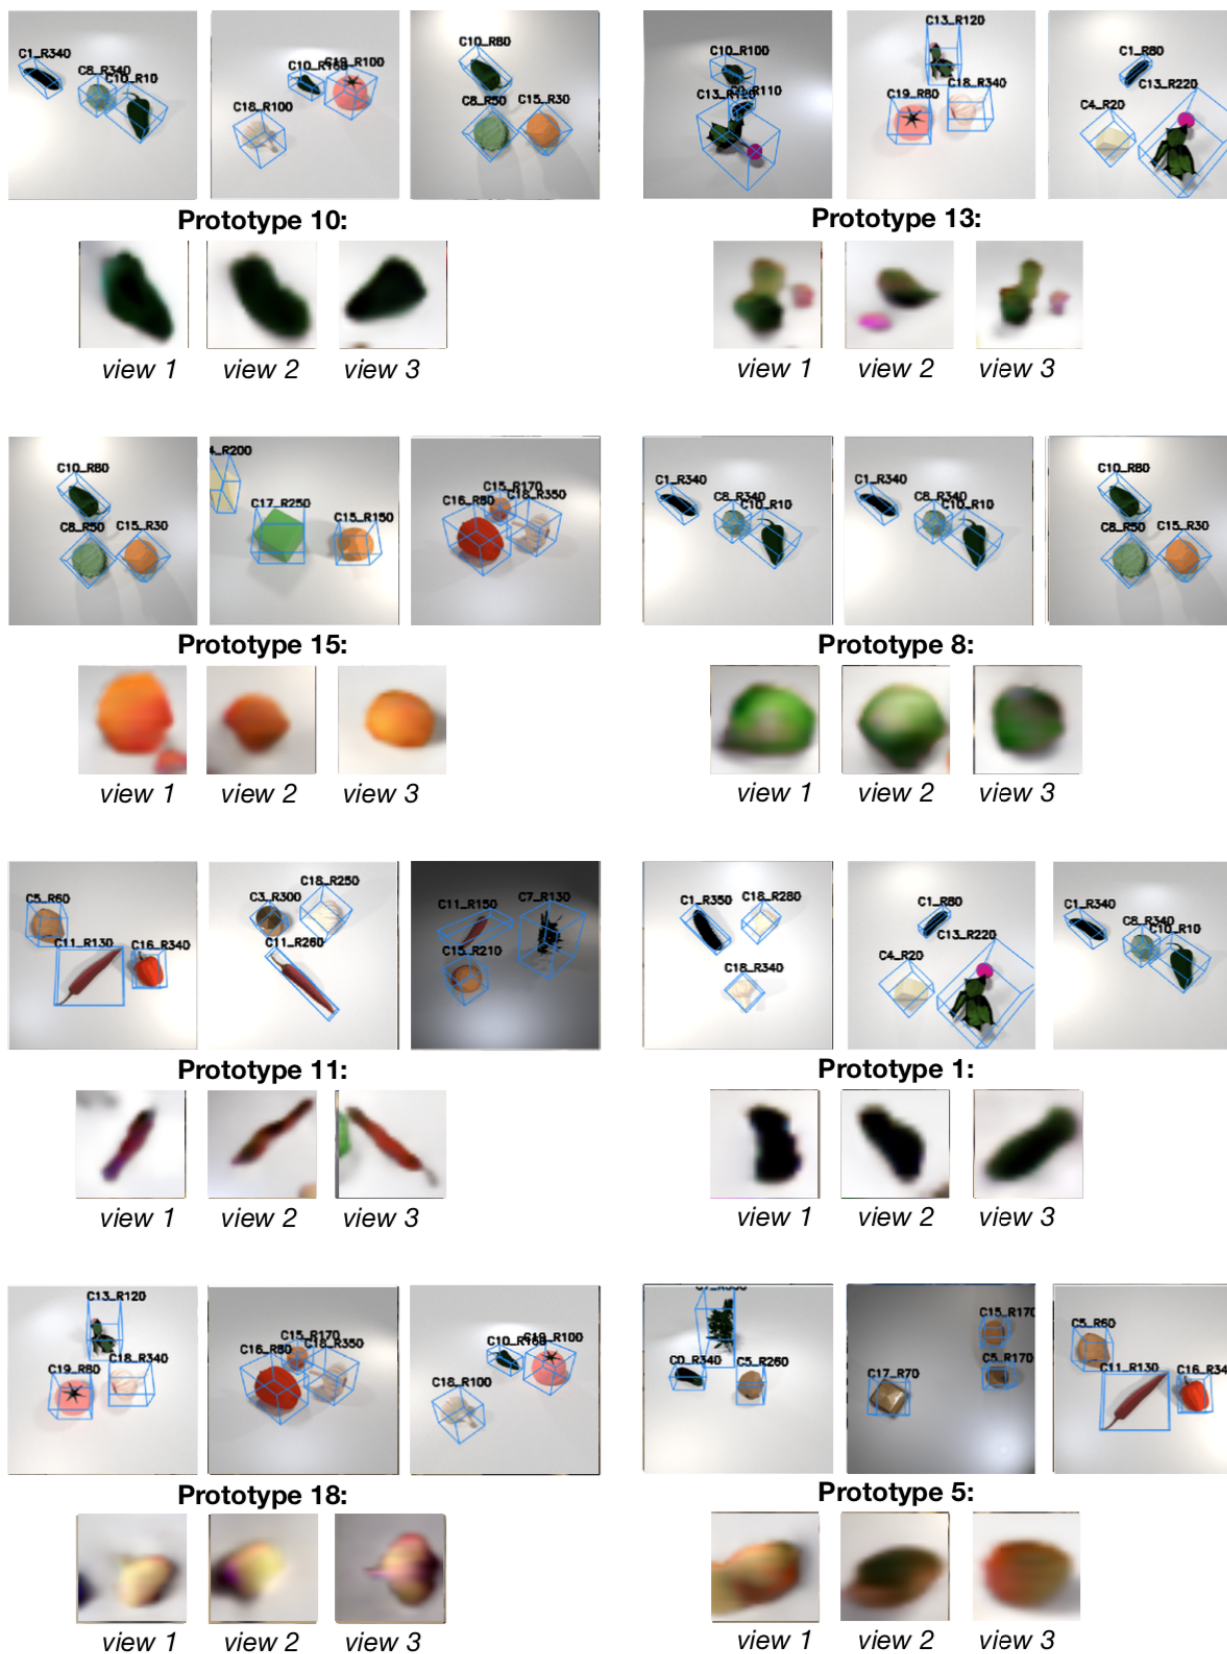 C1_R340
C8_R340
C10_R10
C18_R100
C10_R80
C8_R50 C15_R30
C10_R100
C13_R120
C19_R80 C18_R340
C1_R80
C13_R220
C4_R20
Prototype 10:
Prototype 13:
view 1 view 2 view 3
view 1 view 2 view 3
C10_R80
C8_R50 C15_R30
C17_R250
C15_R150
C15_R170
C16_R80 C18_R350
C1_R340
C8_R340
C10_R10
C1_R340
C8_R340
C10_R10
C10_R80
C8_R50 C15_R30
Prototype 15:
Prototype 8:
view 1 view 2 view 3
view 1 view 2 view 3
C5_R60
C11_R130 C16_R340
C18_R250
C3_R300
C11_R260
C11_R150 C7_R130
C15_R210
C1_R350 C18_R280
C18_R340
C1_R80
C13_R220
C4_R20
C1_R340
C8_R340
C10_R10
Prototype 11:
Prototype 1:
view 1 view 2 view 3
view 1 view 2 view 3
C13_R120
C19_R80 C18_R340
C15_R170
C16_R80 C18_R350
C18_R100
C0_R340 C5_R260
C15_R170
C17_R70 C5_R170
C5_R60
C11_R130 C16_R34
Prototype 18:
Prototype 5:
view 1 view 2 view 3
view 1 view 2 view 3